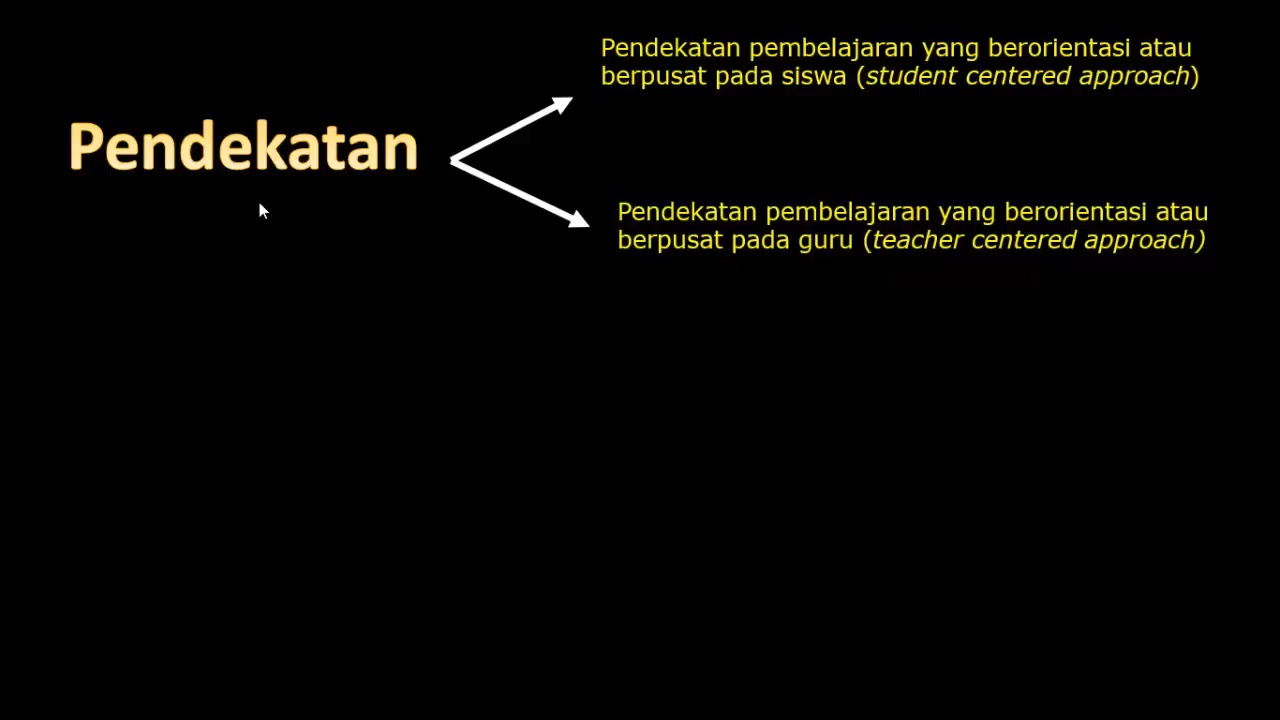 Pendekatan
Pendekatan pembelajaran yang berorientasi atau
berpusat pada siswa (student centered approach)
Pendekatan pembelajaran yang berorientasi atau
berpusat pada guru (teacher centered approach)